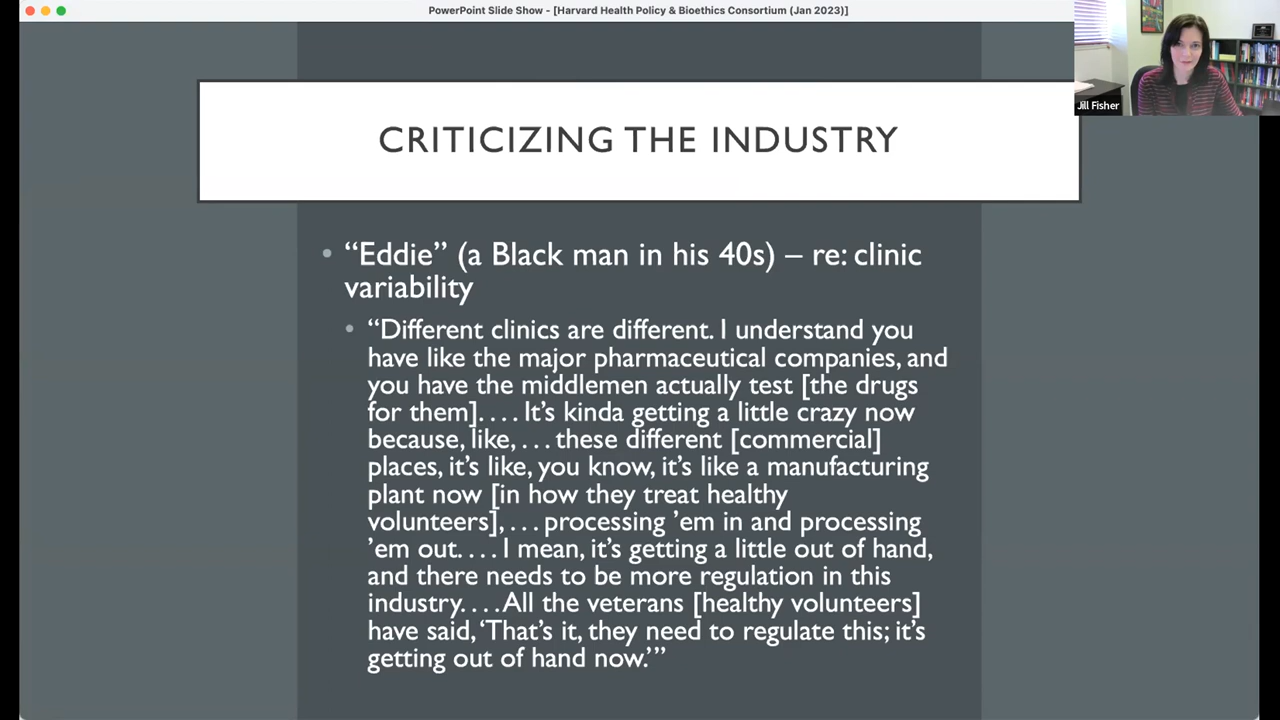 PowerPoint Slide Show - [Harvard Health Policy & Bioethics Consortium (Jan 2023)]
Jill Fisher
CRITICIZING THE INDUSTRY
• “Eddie” (a Black man in his 40s) – re: clinic
variability
• “Different clinics are different. I understand you
have like the major pharmaceutical companies, and
you have the middlemen actually test [the drugs
for them]. . . . It’s kinda getting a little crazy now
because, like, . . . these different [commercial]
places, it’s like, you know, it’s like a manufacturing
plant now [in how they treat healthy
volunteers], . . . processing ’em in and processing
’em out. . . . I mean, it’s getting a little out of hand,
and there needs to be more regulation in this
industry. . . . All the veterans [healthy volunteers]
have said, ‘That’s it, they need to regulate this; it’s
getting out of hand now.’”